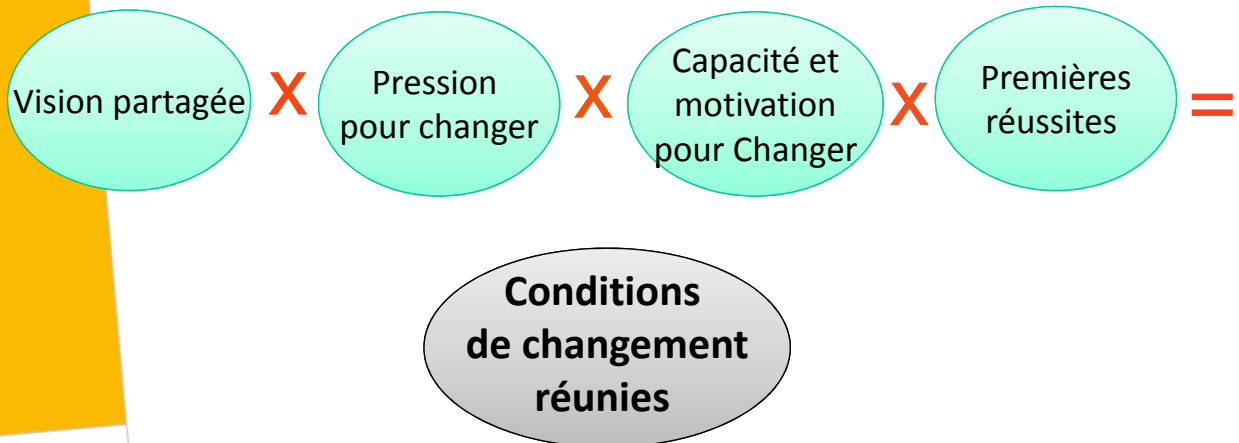 Vision partagée
X
Pression
pour changer
X
Capacité et
motivation
pour Changer
X
Premières
réussites
=
Conditions
de changement
réunies